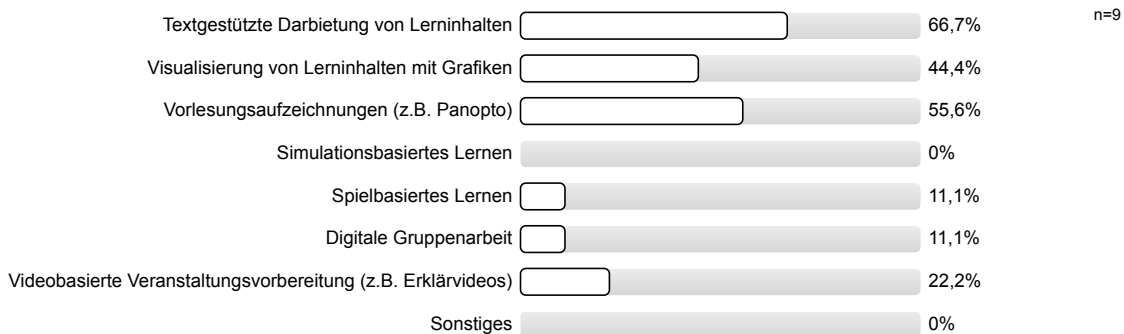 Textgestützte Darbietung von Lerninhalten 66,7% n=9
Visualisierung von Lerninhalten mit Grafiken 44,4%
Vorlesungsaufzeichnungen (z.B. Panopto) 55,6%
Simulationsbasiertes Lernen 0%
Spielbasiertes Lernen 11,1%
Digitale Gruppenarbeit 11,1%
Videobasierte Veranstaltungsvorbereitung (z.B. Erklärvideos) 22,2%
Sonstiges 0%